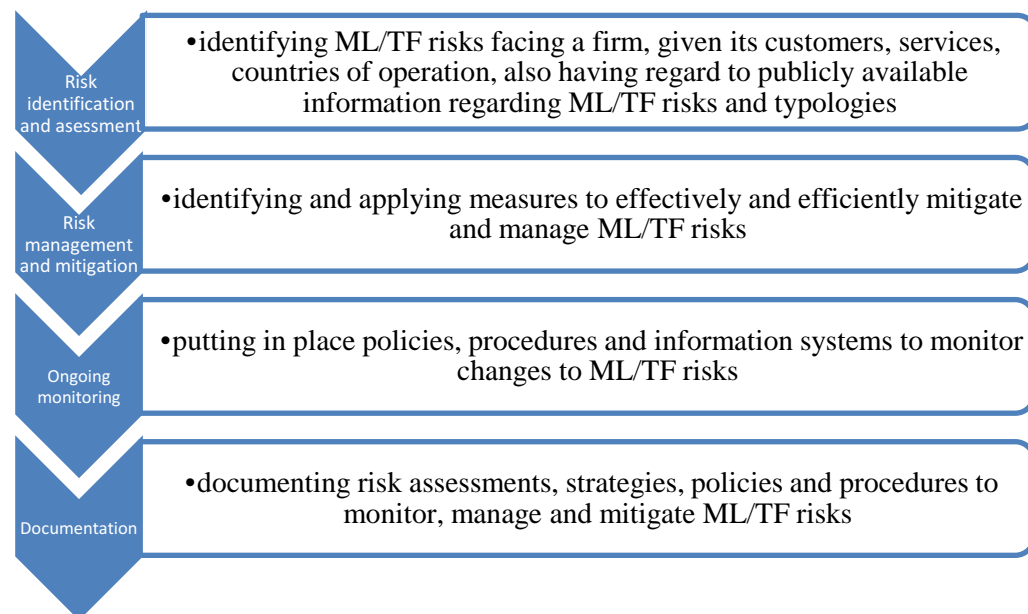 Risk
identification
and asessment
•identifying ML/TF risks facing a firm, given its customers, services,
countries of operation, also having regard to publicly available
information regarding ML/TF risks and typologies
Risk
management
and mitigation
•identifying and applying measures to effectively and efficiently mitigate
and manage ML/TF risks
Ongoing
monitoring
•putting in place policies, procedures and information systems to monitor
changes to ML/TF risks
Documentation
•documenting risk assessments, strategies, policies and procedures to
monitor, manage and mitigate ML/TF risks